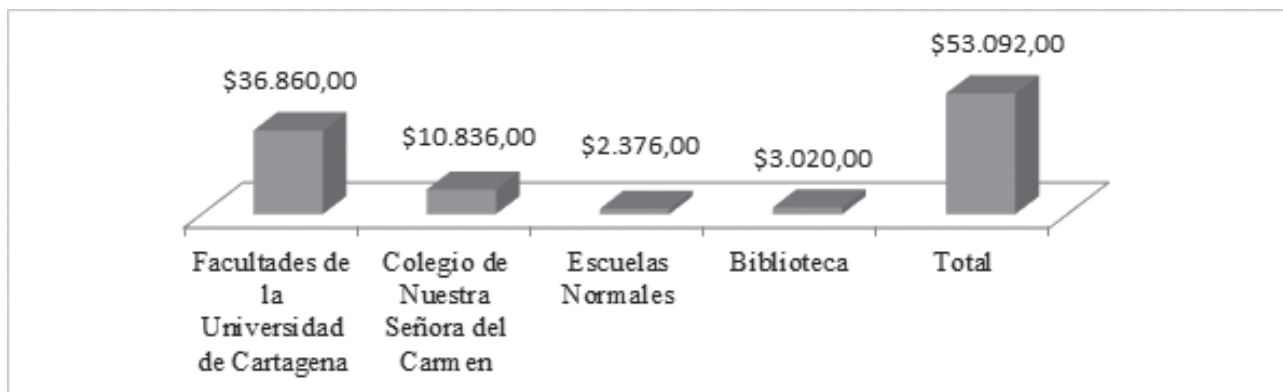 $36.860,00
$10.836,00
$2.376,00
$3.020,00
$53.092,00
Facultades de
la
Universidad
de Cartagena
Colegio de
Nuestra
Señora del
Carmen
Escuelas
Normales
Biblioteca
Total